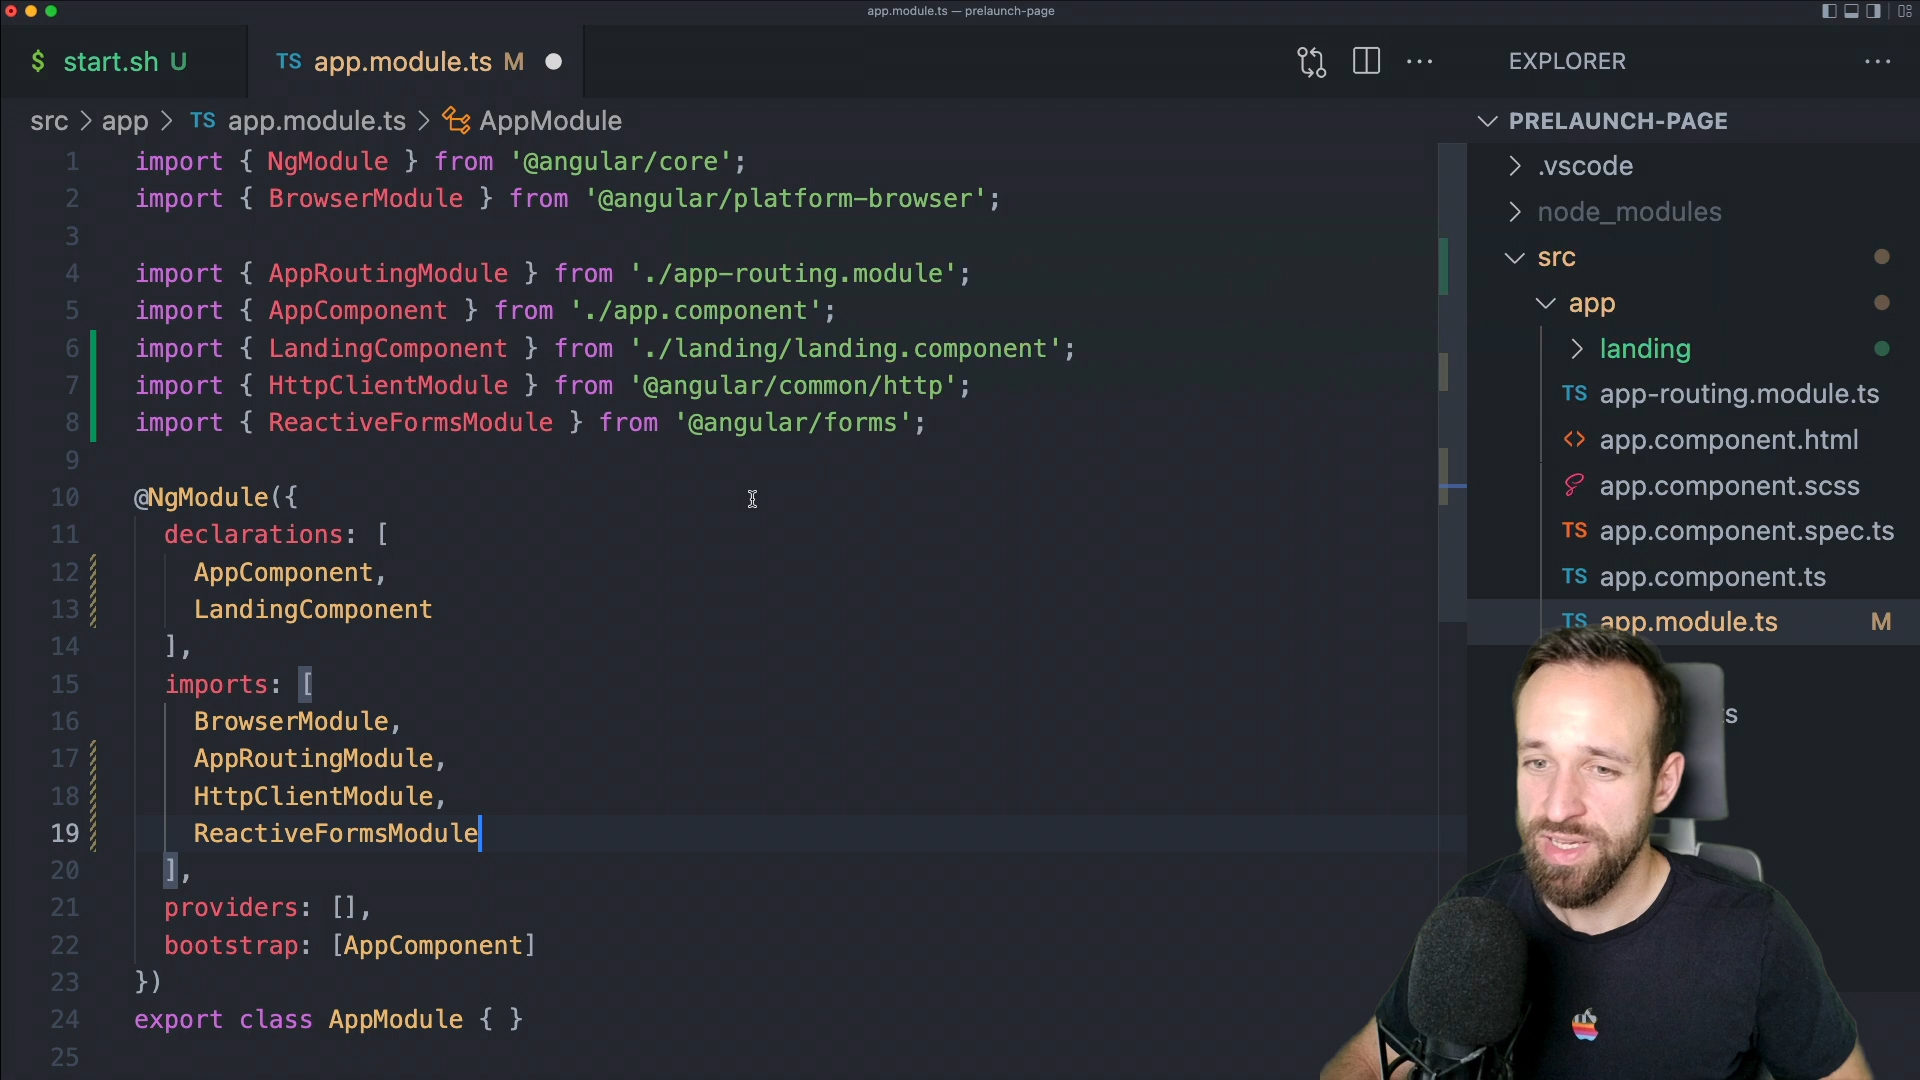 app.module.ts — prelaunch-page
$ start.sh U
TS app.module.ts M
EXPLORER
src > app > TS app.module.ts > AppModule
PRELAUNCH-PAGE
1 import { NgModule } from '@angular/core';
2 import { BrowserModule } from '@angular/platform-browser';
3
4 import { AppRoutingModule } from './app-routing.module';
5 import { AppComponent } from './app.component';
6 import { LandingComponent } from './landing/landing.component';
7 import { HttpClientModule } from '@angular/common/http';
8 import { ReactiveFormsModule } from '@angular/forms';
9
10 @NgModule({
11 declarations: [
12 AppComponent,
13 LandingComponent
14 ],
15 imports: [
16 BrowserModule,
17 AppRoutingModule,
18 HttpClientModule,
19 ReactiveFormsModule
20 ],
21 providers: [],
22 bootstrap: [AppComponent]
23 })
24 export class AppModule { }
25
.vscode
node_modules
src
app
landing
TS app-routing.module.ts
<> app.component.html
app.component.scss
TS app.component.spec.ts
TS app.component.ts
TS app.module.ts M